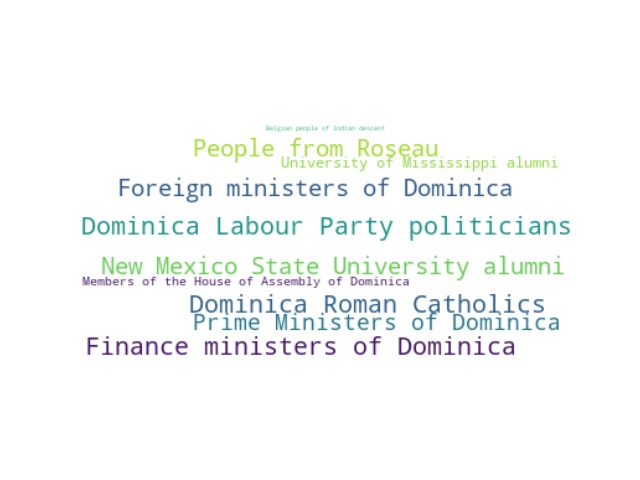 Belgian people of Indian descent
People from Roseau
University of Mississippi alumni
Foreign ministers of Dominica
Dominica Labour Party politicians
New Mexico State University alumni
Members of the House of Assembly of Dominica
Dominica Roman Catholics
Prime Ministers of Dominica
Finance ministers of Dominica